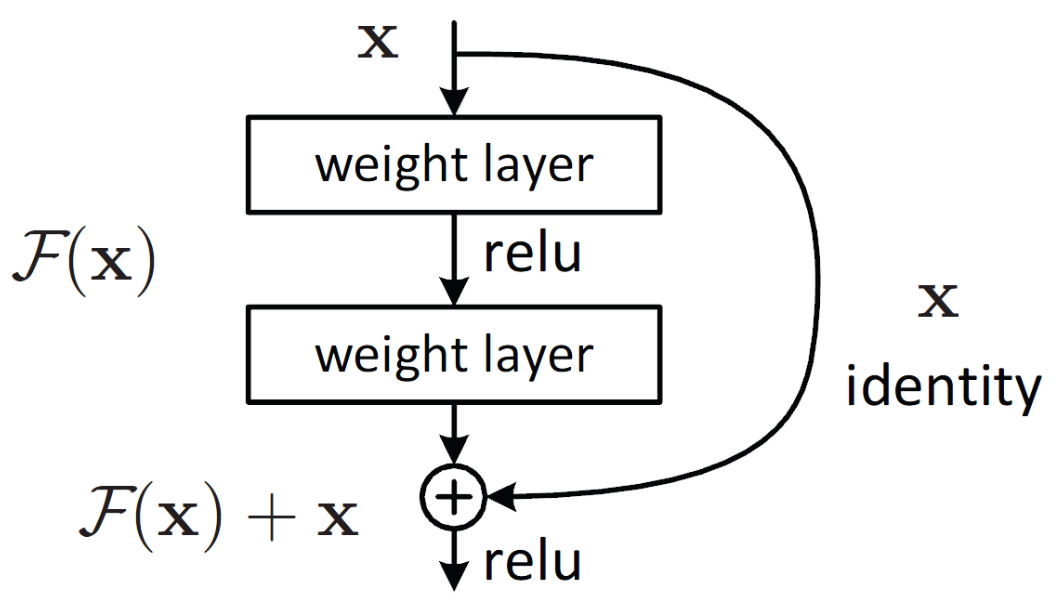 x
weight layer
relu
F(x)
x
weight layer
identity
F(x) + x
+
relu